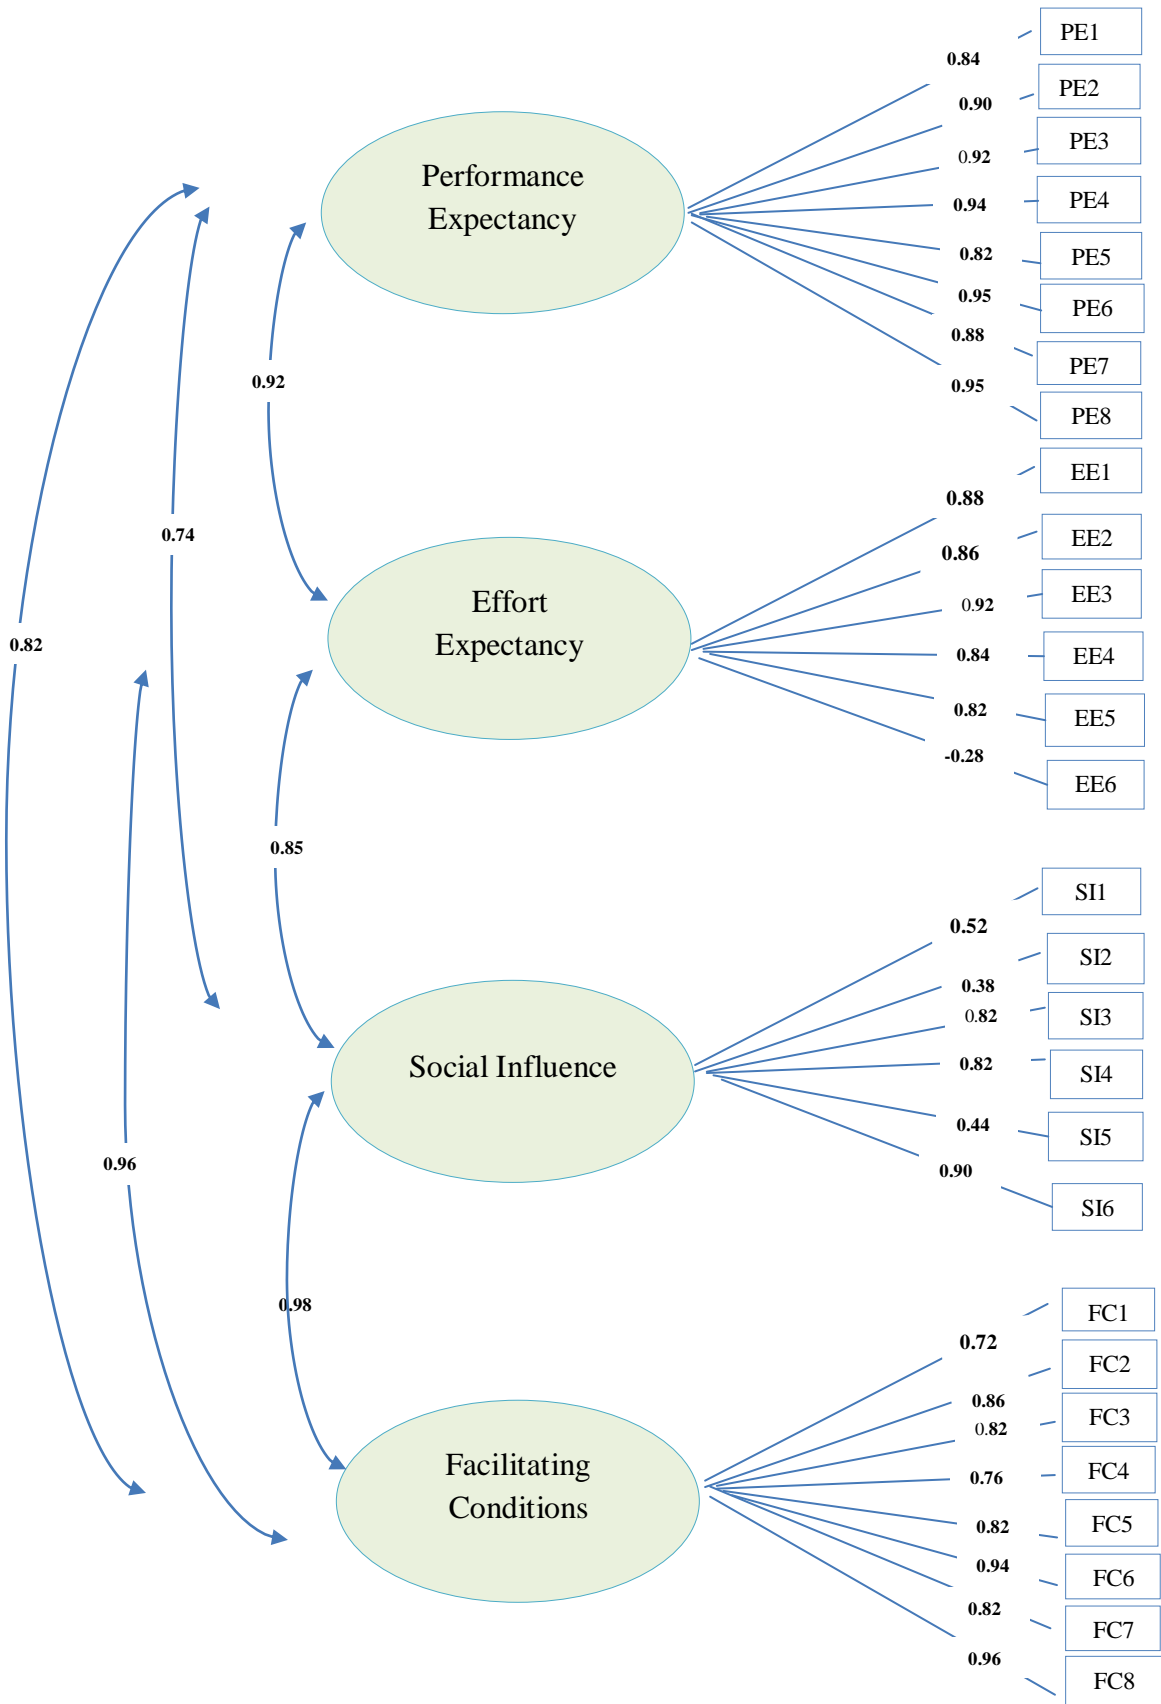 PE1
0.84
PE2
0.90
PE3
0.92
Performance
Expectancy
PE4
0.94
PE5
0.82
PE6
0.95
0.88
PE7
0.92
0.95
PE8
EE1
0.88
0.74
EE2
0.86
EE3
0.92
Effort
Expectancy
0.82
EE4
0.84
EE5
0.82
-0.28
EE6
0.85
SI1
0.52
SI2
0.38
SI3
0.82
Social Influence
SI4
0.82
SI5
0.44
0.96
0.90
SI6
0.98
FC1
0.72
FC2
0.86
FC3
0.82
Facilitating
Conditions
FC4
0.76
FC5
0.82
0.94
FC6
0.82
FC7
0.96
FC8